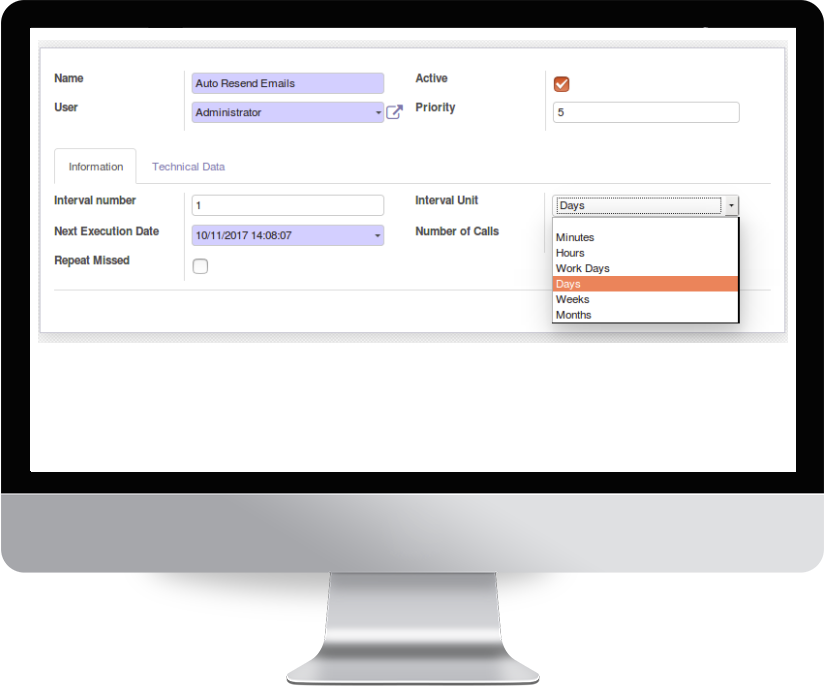 Name Auto Resend Emails Active
User Administrator Priority 5
Information Technical Data
Interval number 1 Interval Unit Days
Next Execution Date 10/11/2017 14:08:07 Number of Calls
Repeat Missed
Minutes
Hours
Work Days
Days
Weeks
Months